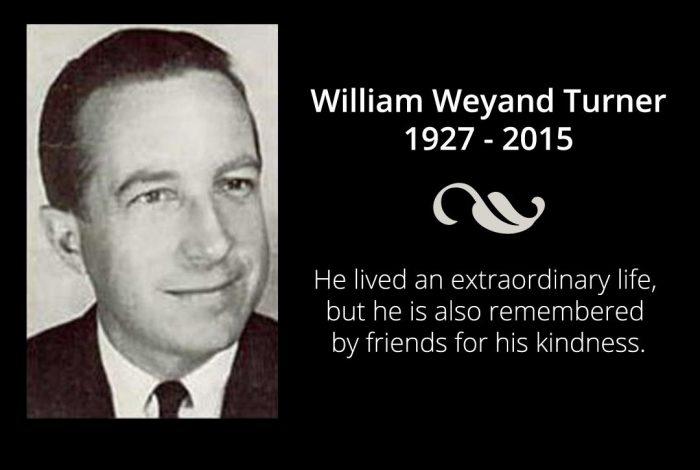 William Weyand Turner
1927 - 2015
He lived an extraordinary life,
but he is also remembered
by friends for his kindness.